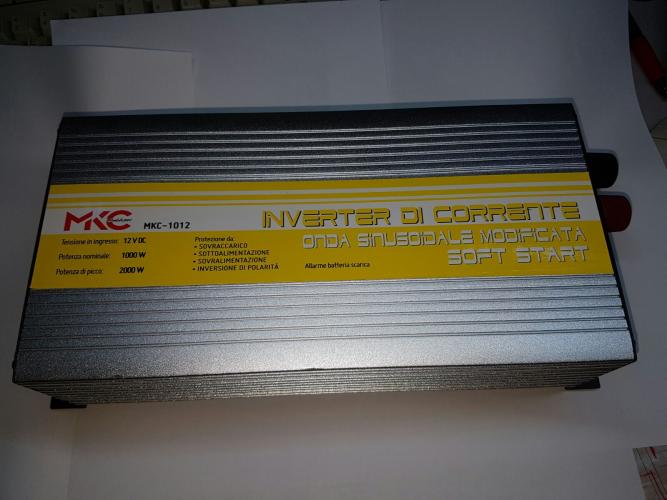 MKC
MKC-1012
INVERTER DI CORRENTE
ONDA SINUSOIDALE MODIFICATA
SOFT START
Tensione in ingresso: 12 V DC
Potenza nominale: 1000 W
Potenza di picco: 2000 W
Protezione da:
• SOVRACCARICO
• SOTTOALIMENTAZIONE
• SOVRALIMENTAZIONE
• INVERSIONE DI POLARITÀ
Allarme batteria scarica